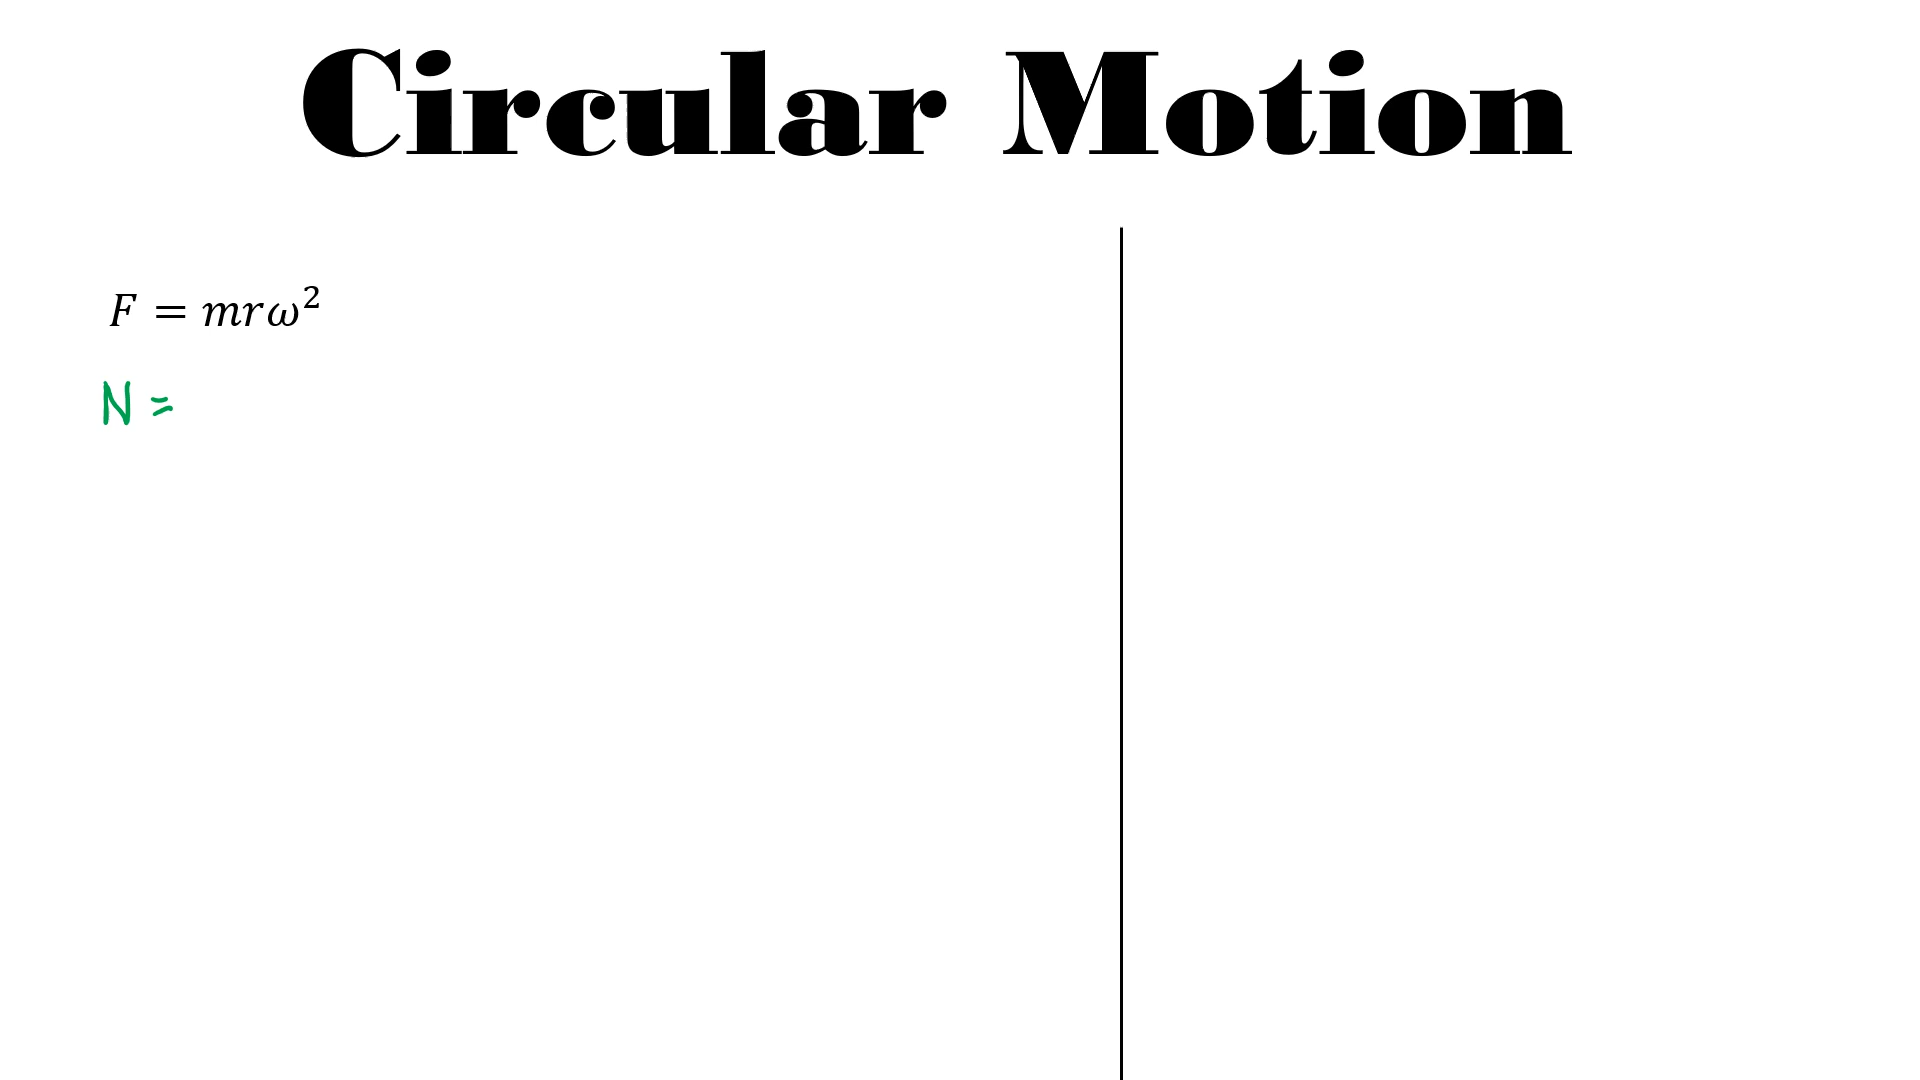 Circular Motion
F = mrω²
N =